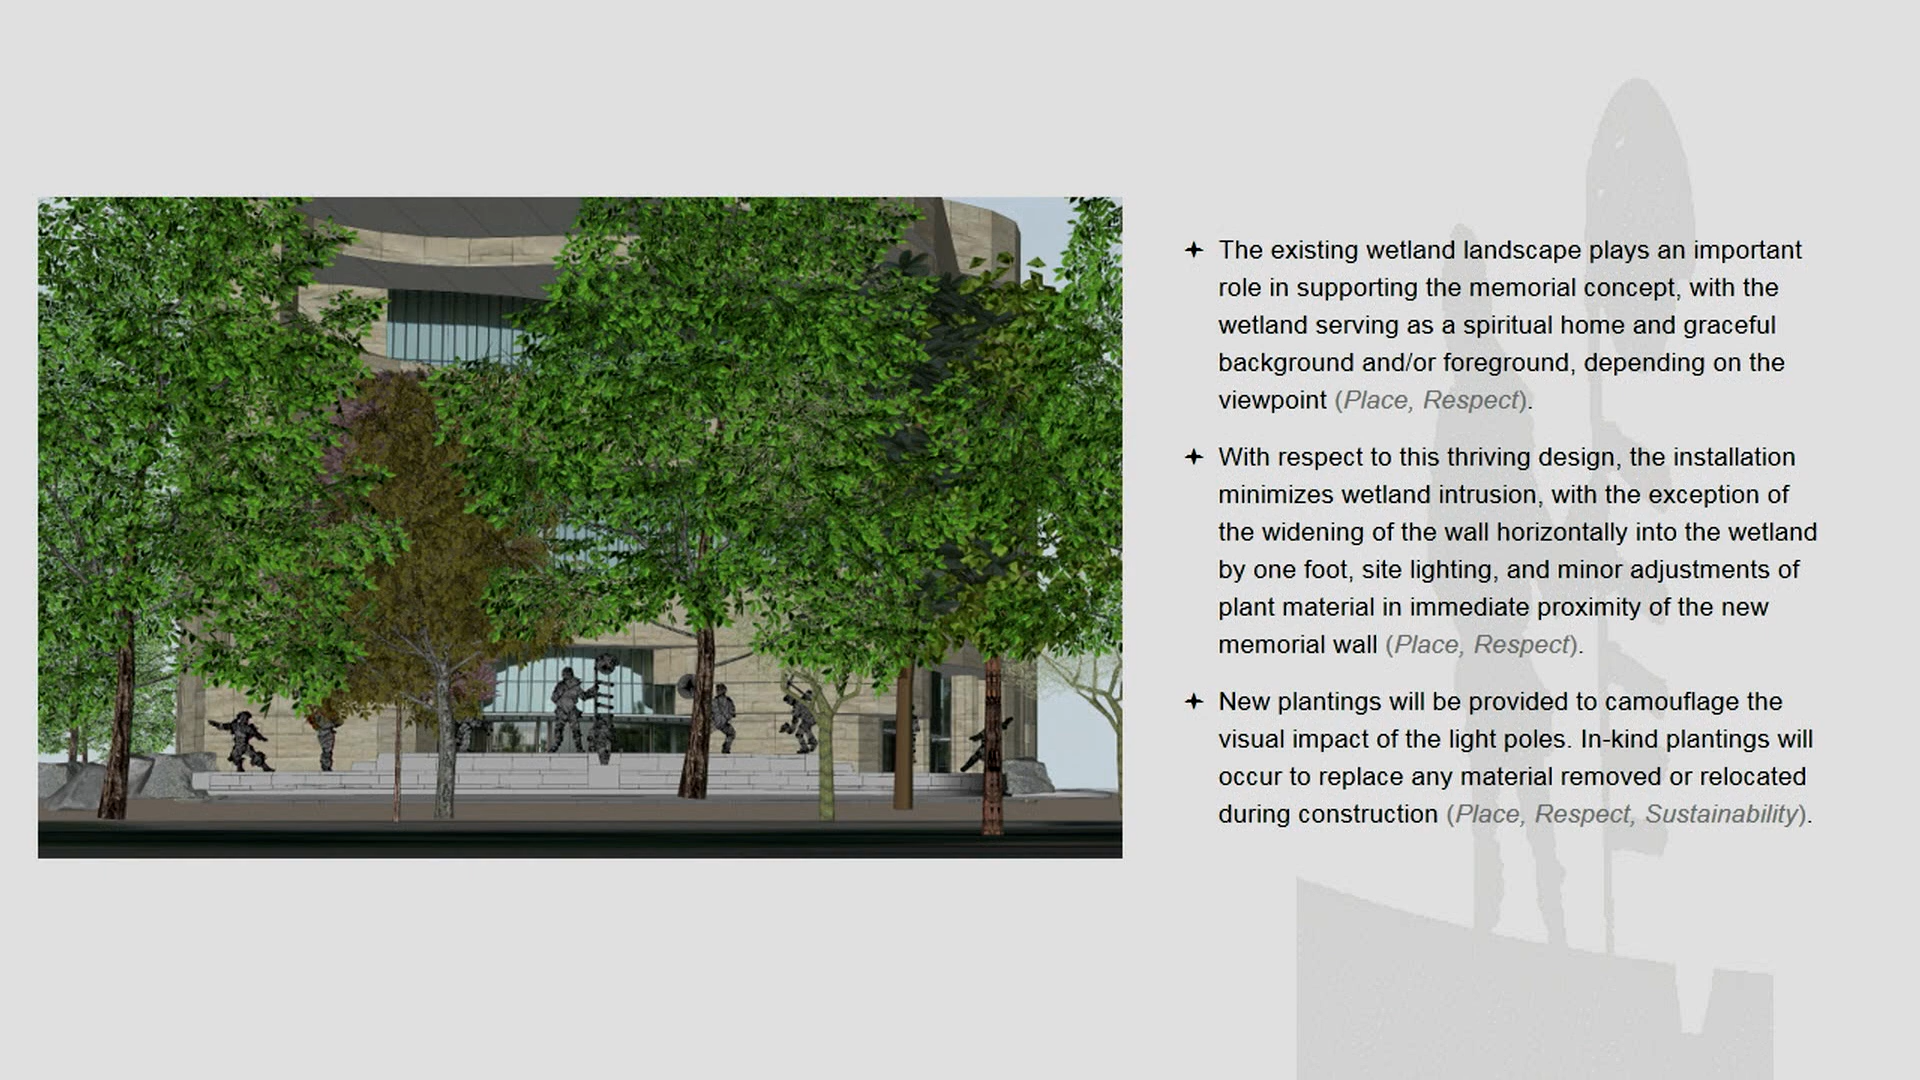 The existing wetland landscape plays an important
role in supporting the memorial concept, with the
wetland serving as a spiritual home and graceful
background and/or foreground, depending on the
viewpoint (Place, Respect).
With respect to this thriving design, the installation
minimizes wetland intrusion, with the exception of
the widening of the wall horizontally into the wetland
by one foot, site lighting, and minor adjustments of
plant material in immediate proximity of the new
memorial wall (Place, Respect).
New plantings will be provided to camouflage the
visual impact of the light poles. In-kind plantings will
occur to replace any material removed or relocated
during construction (Place, Respect, Sustainability).